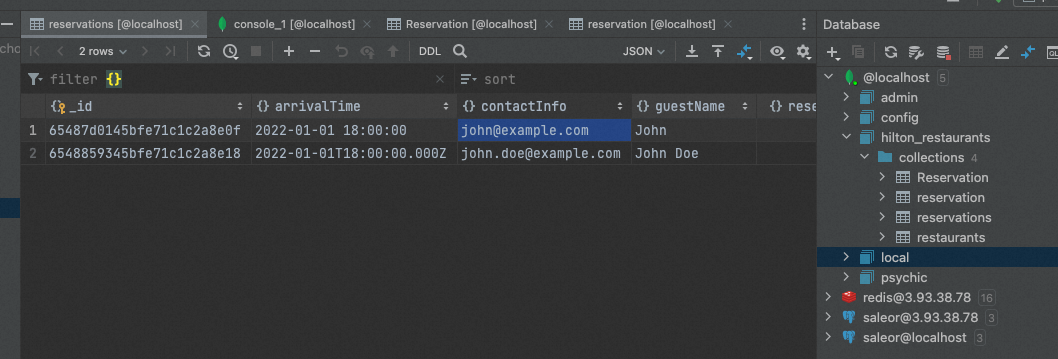 reservations [@localhost] console_1 [@localhost] Reservation [@localhost] reservation [@localhost]
2 rows DDL JSON
filter {} sort
_id arrivalTime contactInfo guestName rese
1 65487d0145bfe71c1c2a8e0f 2022-01-01 18:00:00 john@example.com John
2 6548859345bfe71c1c2a8e18 2022-01-01T18:00:00.000Z john.doe@example.com John Doe
Database
QL
@localhost 5
admin
config
hilton_restaurants
collections 4
Reservation
reservation
reservations
restaurants
local
psychic
redis@3.93.38.78 16
saleor@3.93.38.78 3
saleor@localhost 3